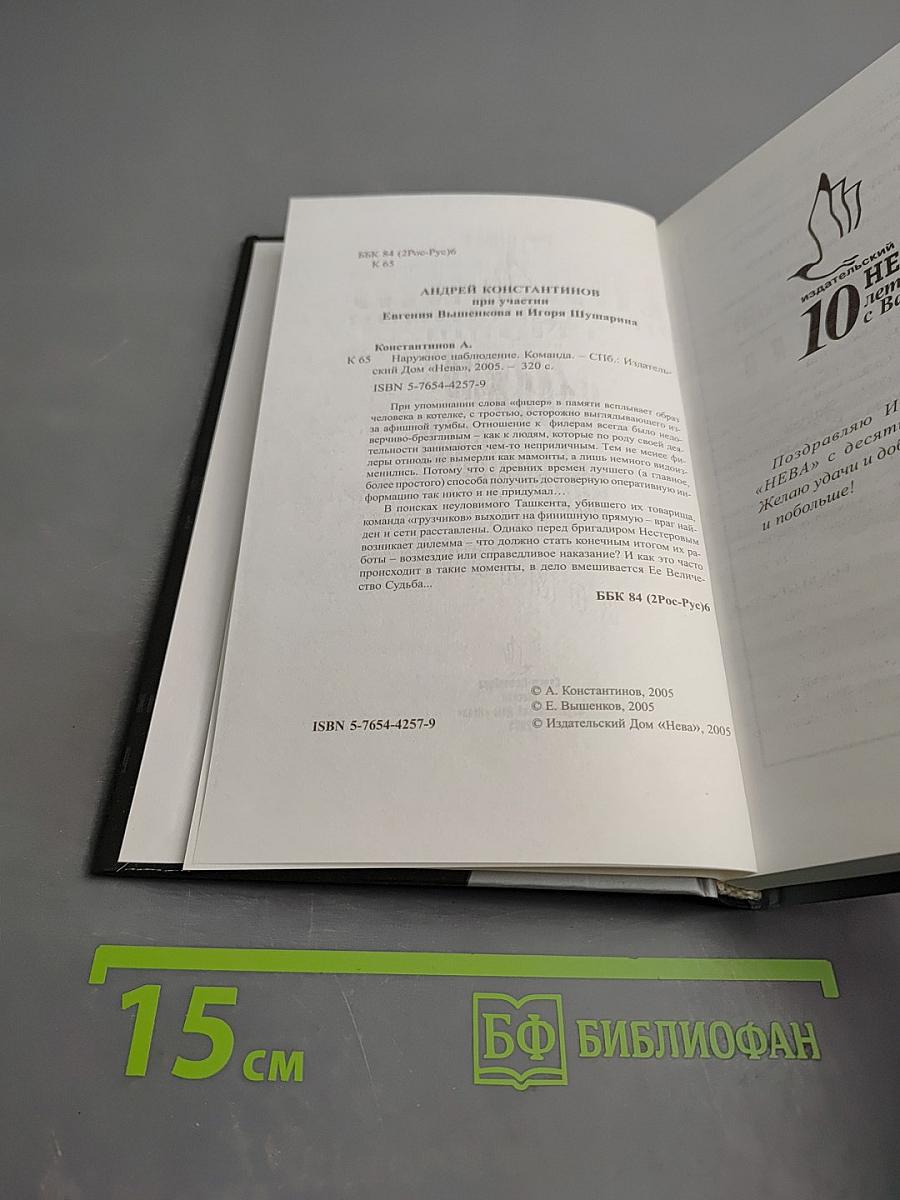 ББК 84 (2Рос-Рус)6
К 65
АНДРЕЙ КОНСТАНТИНОВ
при участии
Евгения Вышенкова и Игоря Шушарина
Константинов А.
К 65 Наружное наблюдение. Команда. – СПб.: Издатель-
ский Дом «Нева», 2005. – 320 с.
ISBN 5-7654-4257-9
При упоминании слова «филер» в памяти всплывает образ
человека в котелке, с тростью, осторожно выглядывающего из-
за афишной тумбы. Отношение к филерам всегда было недо-
верчиво-брезгливым – как к людям, которые по роду своей дея-
тельности занимаются чем-то неприличным. Тем не менее фи-
леры отнюдь не вымерли как мамонты, а лишь немного видоиз-
менились. Потому что с древних времен лучшего (а главное,
более простого) способа получить достоверную оперативную ин-
формацию так никто и не придумал...
В поисках неуловимого Ташкента, убившего их товарища,
команда «грузчиков» выходит на финишную прямую – враг най-
ден и сети расставлены. Однако перед бригадиром Нестеровым
возникает дилемма – что должно стать конечным итогом их ра-
боты – возмездие или справедливое наказание? И как это часто
происходит в такие моменты, в дело вмешивается Ее Величе-
ство Судьба...
ББК 84 (2Рос-Рус)6
© А. Константинов, 2005
© Е. Вышенков, 2005
ISBN 5-7654-4257-9 © Издательский Дом «Нева», 2005
издательский
НЕ
10 лет
с Ва
Поздравляю И
«НЕВА» с десяти
Желаю удачи и доб
и побольше!
15 см
БФ БИБЛИОФАН